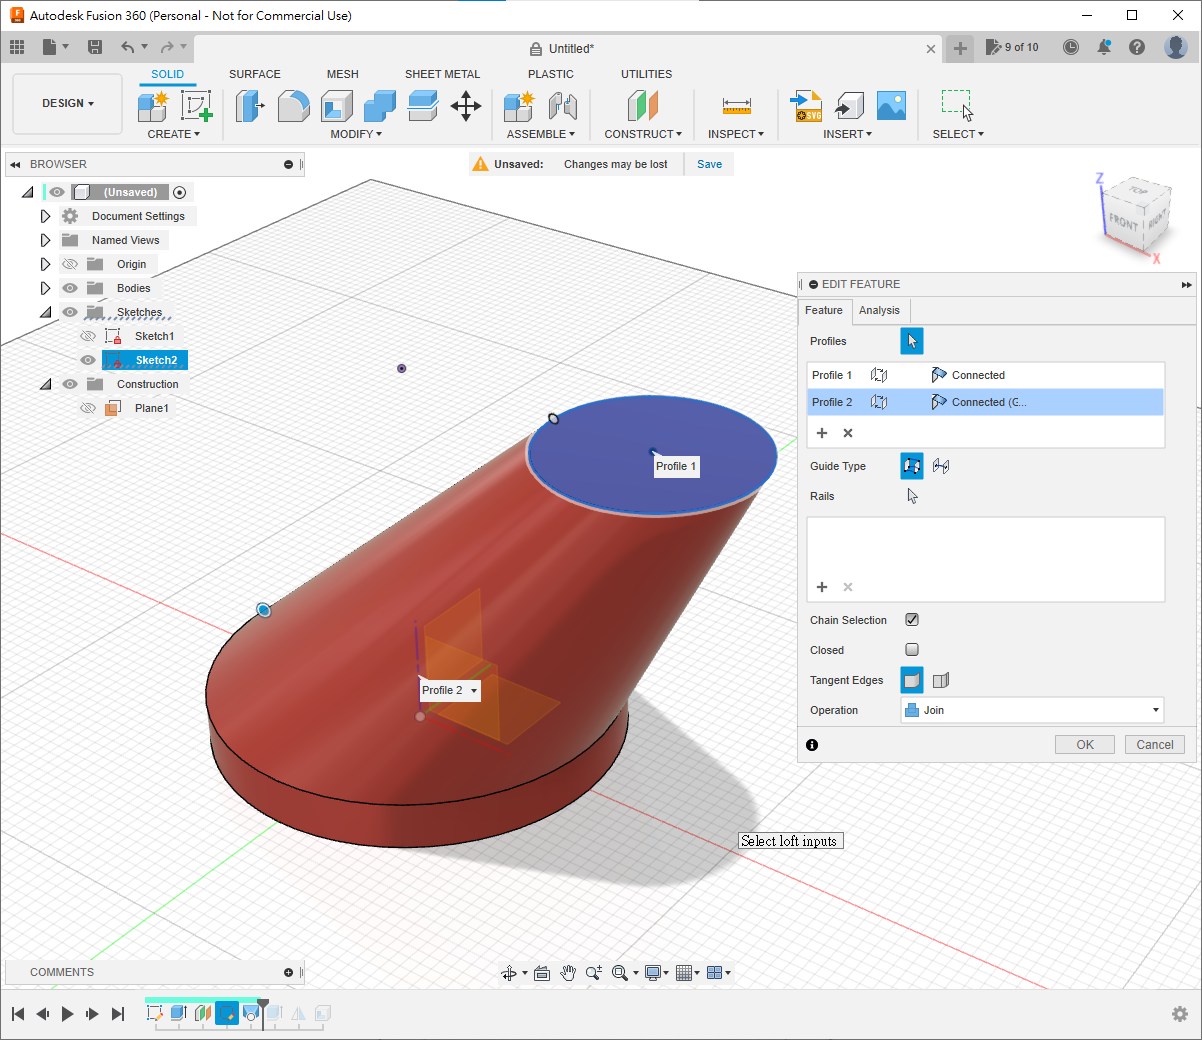 Autodesk Fusion 360 (Personal - Not for Commercial Use)
Untitled*
9 of 10
DESIGN
SOLID
SURFACE
MESH
SHEET METAL
PLASTIC
UTILITIES
CREATE
MODIFY
ASSEMBLE
CONSTRUCT
INSPECT
INSERT
SELECT
SVG
BROWSER
Unsaved:
Changes may be lost
Save
(Unsaved)
Document Settings
Named Views
Origin
Bodies
Sketches
Sketch1
Sketch2
Construction
Plane1
Z
TOP
FRONT
RIGHT
X
EDIT FEATURE
Feature
Analysis
Profiles
Profile 1
Connected
Profile 2
Connected (G...
Guide Type
Rails
Chain Selection
Closed
Tangent Edges
Operation
Join
OK
Cancel
Profile 1
Profile 2
Select loft inputs
COMMENTS